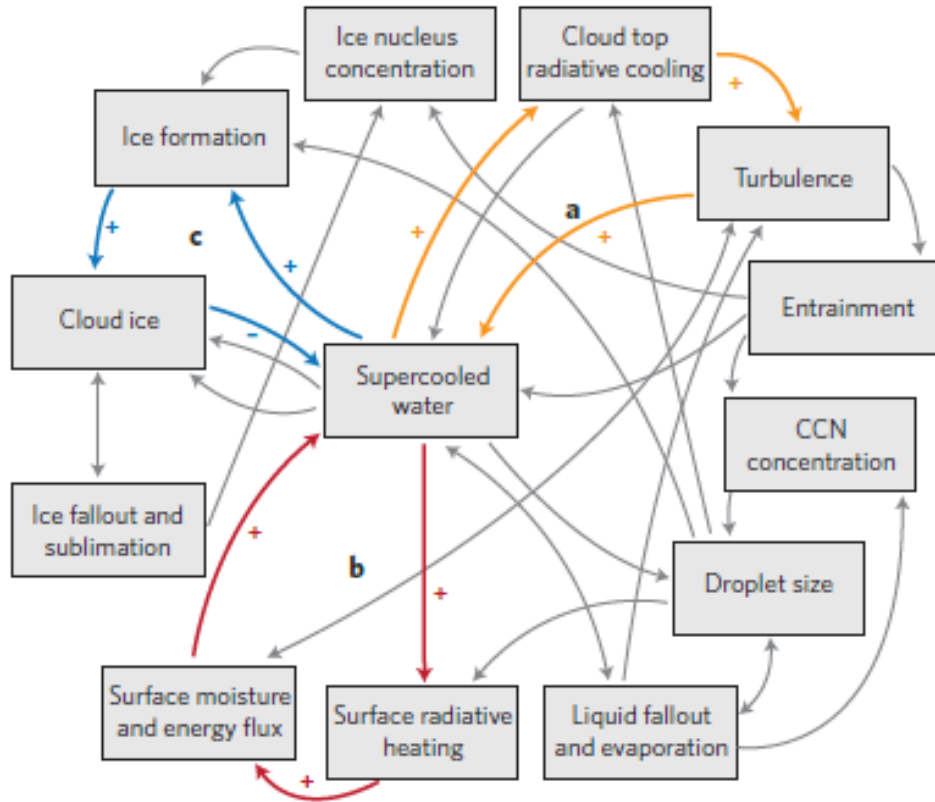 Ice nucleus
concentration
Cloud top
radiative cooling
+
Ice formation
Turbulence
+
c
+
+
a
+
Cloud ice
–
Entrainment
Supercooled
water
CCN
concentration
Ice fallout and
sublimation
+
b
+
Droplet size
Surface moisture
and energy flux
+
Surface radiative
heating
Liquid fallout
and evaporation